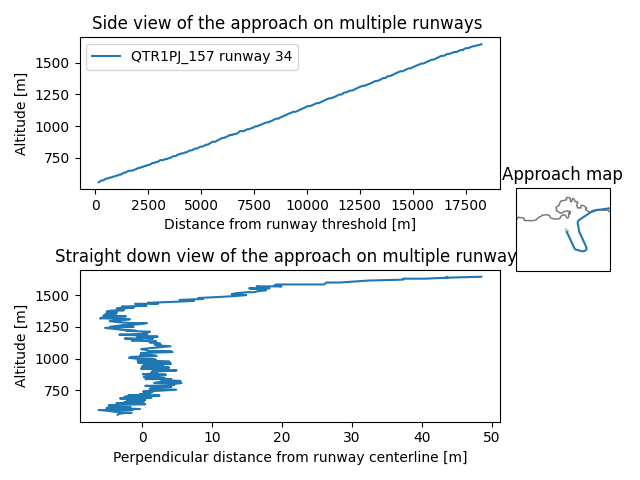 Side view of the approach on multiple runways
Altitude [m]
1500
1250
1000
750
QTR1PJ_157 runway 34
0 2500 5000 7500 10000 12500 15000 17500
Distance from runway threshold [m]
Approach map
Straight down view of the approach on multiple runway
Altitude [m]
1500
1250
1000
750
0 10 20 30 40 50
Perpendicular distance from runway centerline [m]